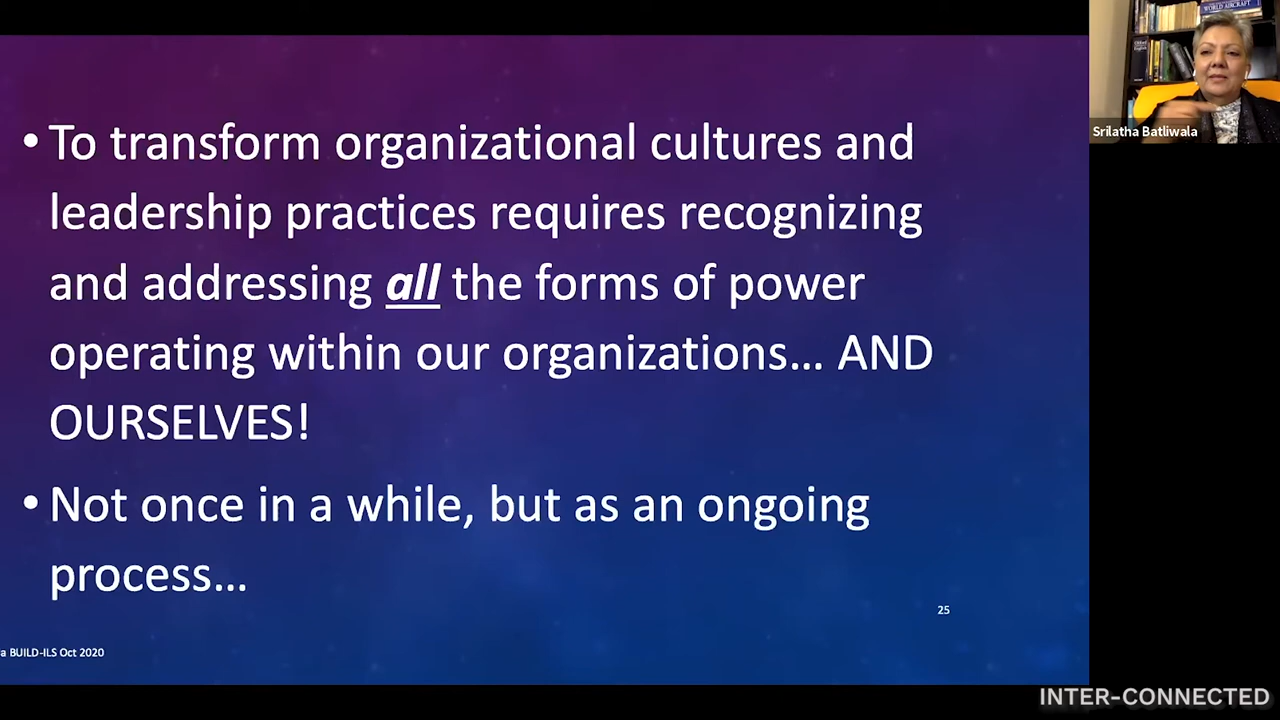 • To transform organizational cultures and
leadership practices requires recognizing
and addressing all the forms of power
operating within our organizations... AND
OURSELVES!
• Not once in a while, but as an ongoing
process...
25
a BUILD-ILS Oct 2020
WORLD AIRCRAFT
Srilatha Batliwala
INTER-CONNECTED